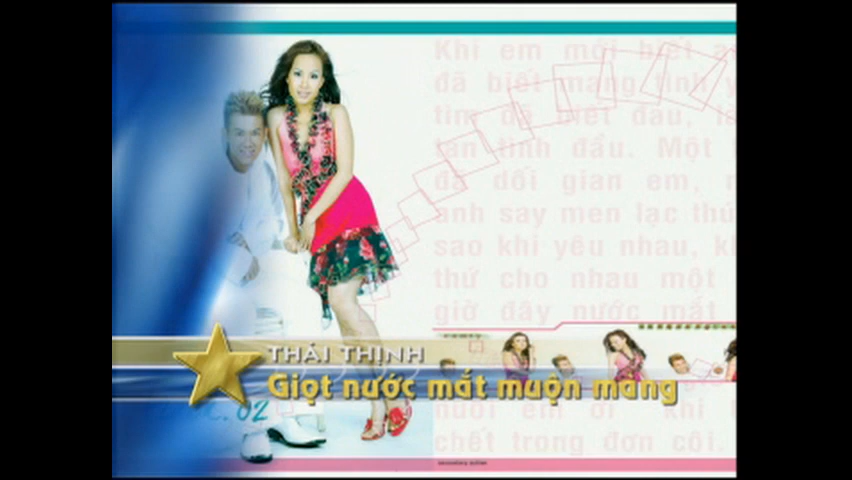 Khi em mới biết
đã biết mang tình
tim đã biết đau,
tan tình đầu. Một
đã dối gian em,
anh say men lạc thú
sao khi yêu nhau,
thứ cho nhau một
giờ đây nước mắt
THÁI THỊNH
Giọt nước mắt muộn màng
02
nuôi em ơi khi
chết trong đơn côi.